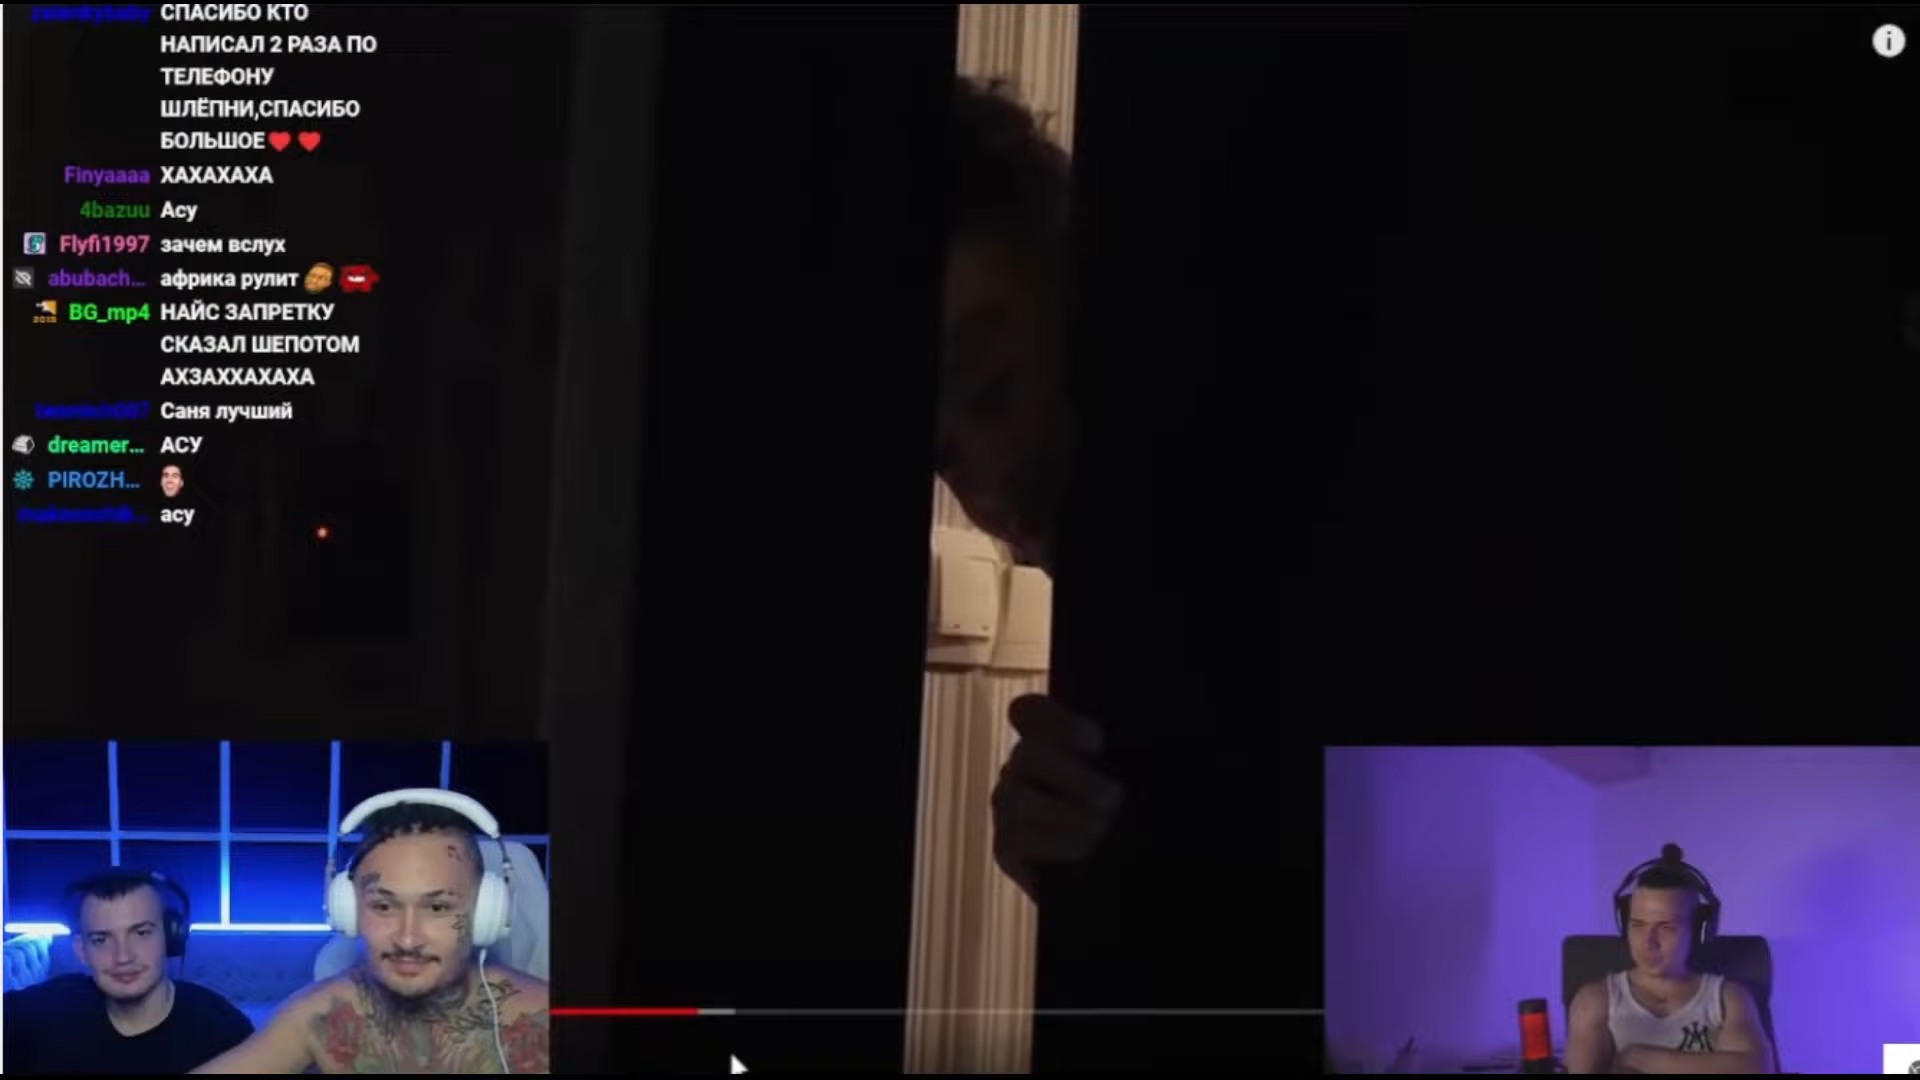 СПАСИБО КТО
НАПИСАЛ 2 РАЗА ПО
ТЕЛЕФОНУ
ШЛЁПНИ,СПАСИБО
БОЛЬШОЕ
Finyaaaa ХАХАХАХА
4bazuu Асу
Flyfi1997 зачем вслух
abubach... африка рулит
BG_mp4 НАЙС ЗАПРЕТКУ
СКАЗАЛ ШЕПОТОМ
АХЗАХХАХАХА
Саня лучший
dreamer... АСУ
PIROZH...
асу